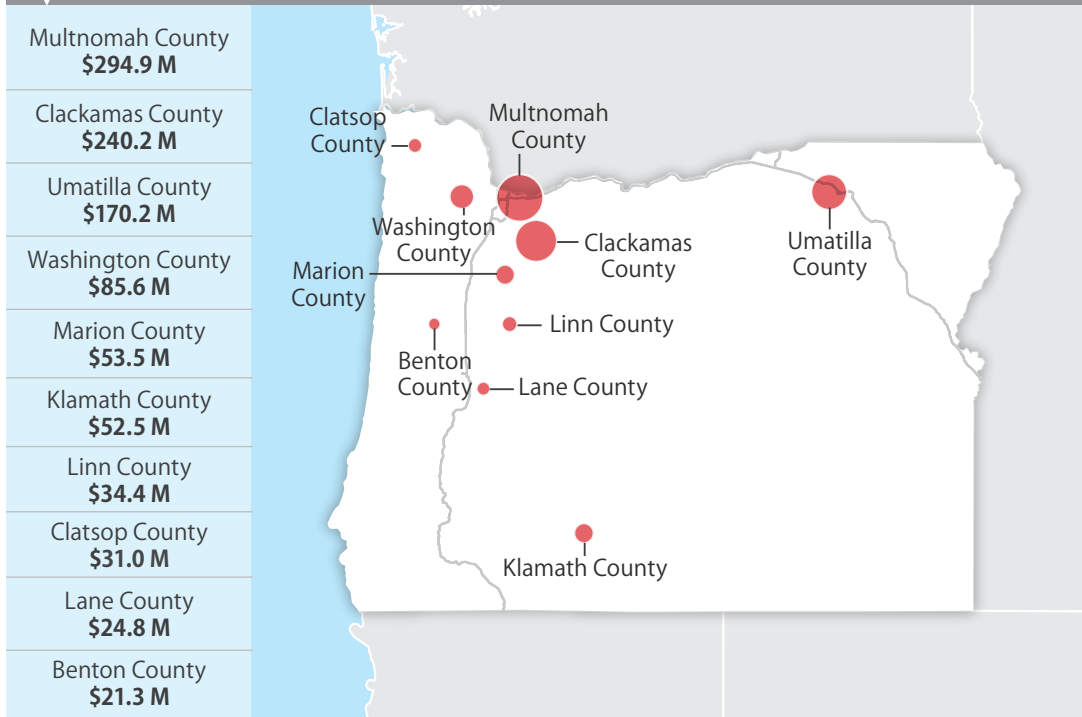 Multnomah County
$294.9 M
Clackamas County
$240.2 M
Umatilla County
$170.2 M
Washington County
$85.6 M
Marion County
$53.5 M
Klamath County
$52.5 M
Linn County
$34.4 M
Clatsop County
$31.0 M
Lane County
$24.8 M
Benton County
$21.3 M
Clatsop
County
Multnomah
County
Washington
County
Clackamas
County
Umatilla
County
Marion
County
Linn County
Benton
County
Lane County
Klamath County